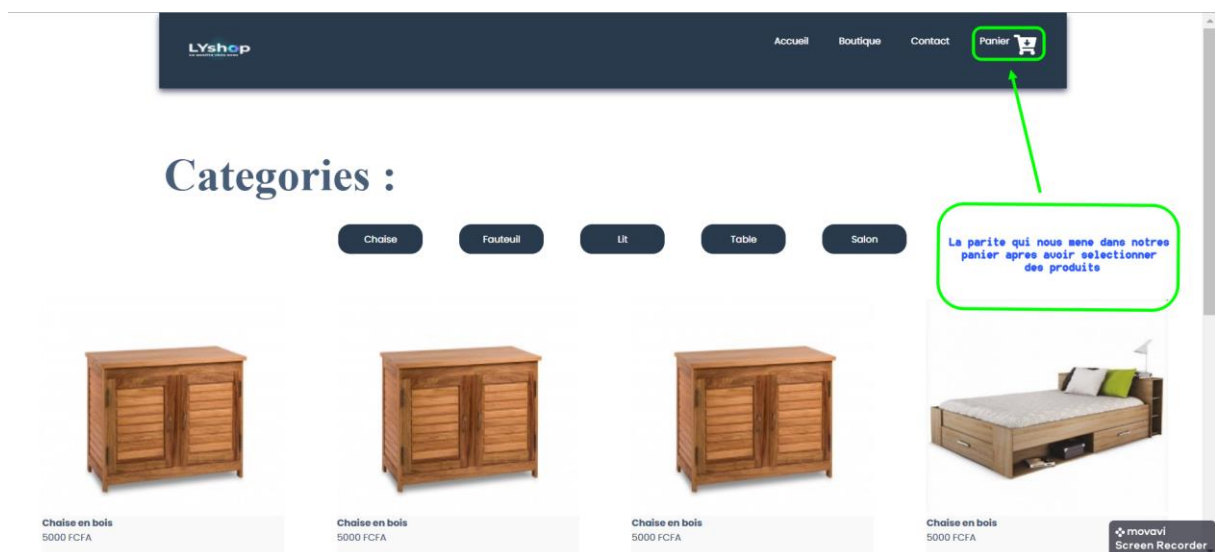 LYshop
Accueil Boutique Contact Panier
Categories :
Chaise Fauteuil Lit Table Salon
La parite qui nous mene dans notres
panier apres avoir selectionner
des produits
Chaise en bois
5000 FCFA
Chaise en bois
5000 FCFA
Chaise en bois
5000 FCFA
Chaise en bois
5000 FCFA
movavi
Screen Recorder